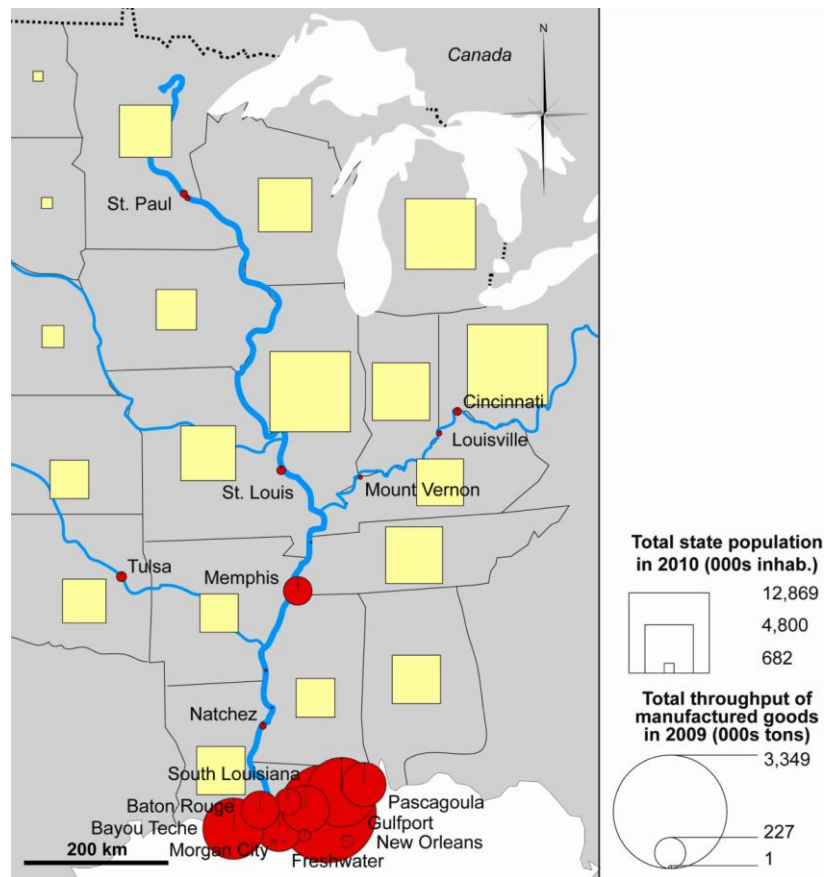 N
Canada
St. Paul
Cincinnati
Louisville
St. Louis
Mount Vernon
Tulsa
Memphis
Natchez
South Louisiana
Baton Rouge
Pascagoula
Bayou Teche
Gulfport
Morgan City
New Orleans
Freshwater
200 km
Total state population
in 2010 (000s inhab.)
12,869
4,800
682
Total throughput of
manufactured goods
in 2009 (000s tons)
3,349
227
1